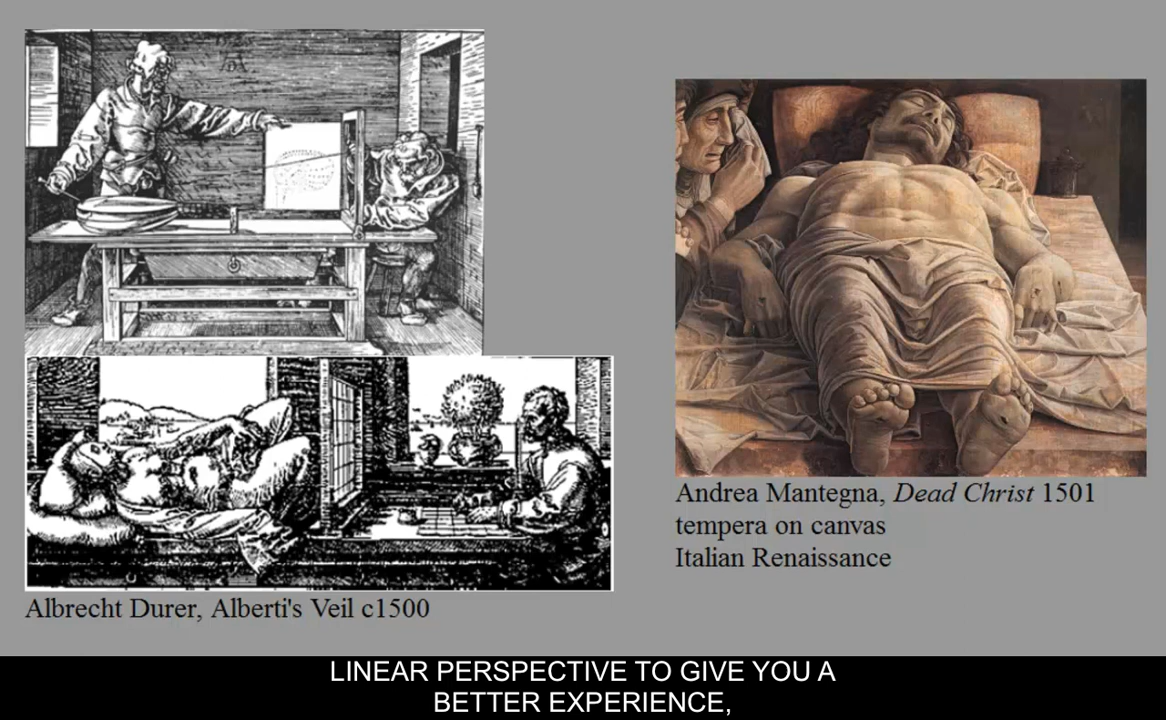 Albrecht Durer, Alberti's Veil c1500
Andrea Mantegna, Dead Christ 1501
tempera on canvas
Italian Renaissance
LINEAR PERSPECTIVE TO GIVE YOU A
BETTER EXPERIENCE,